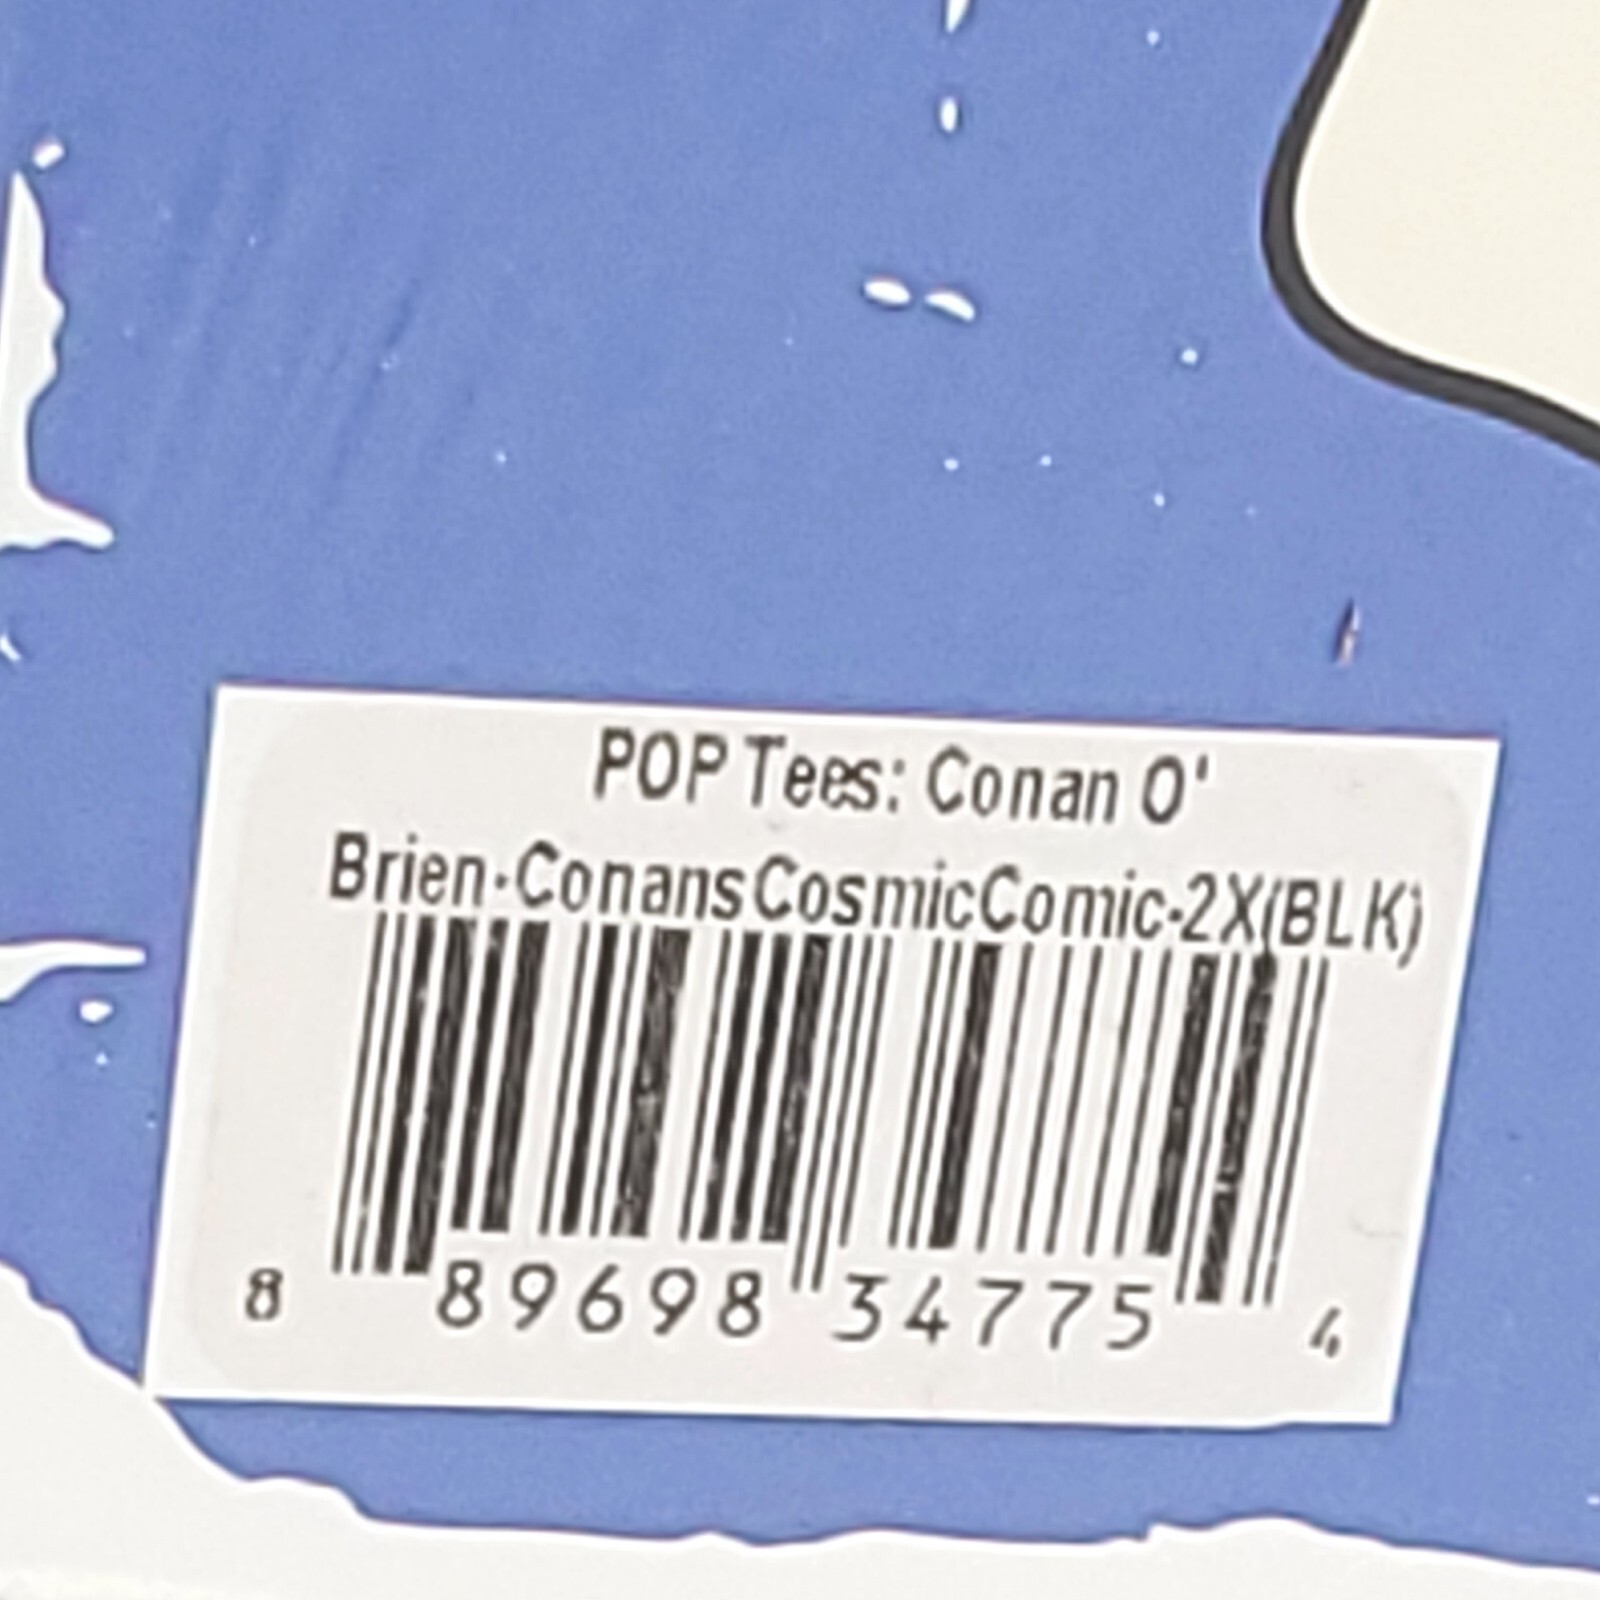 POP Tees: Conan O'
Brien-ConansCosmicComic-2X(BLK)
8 89698 34775 4